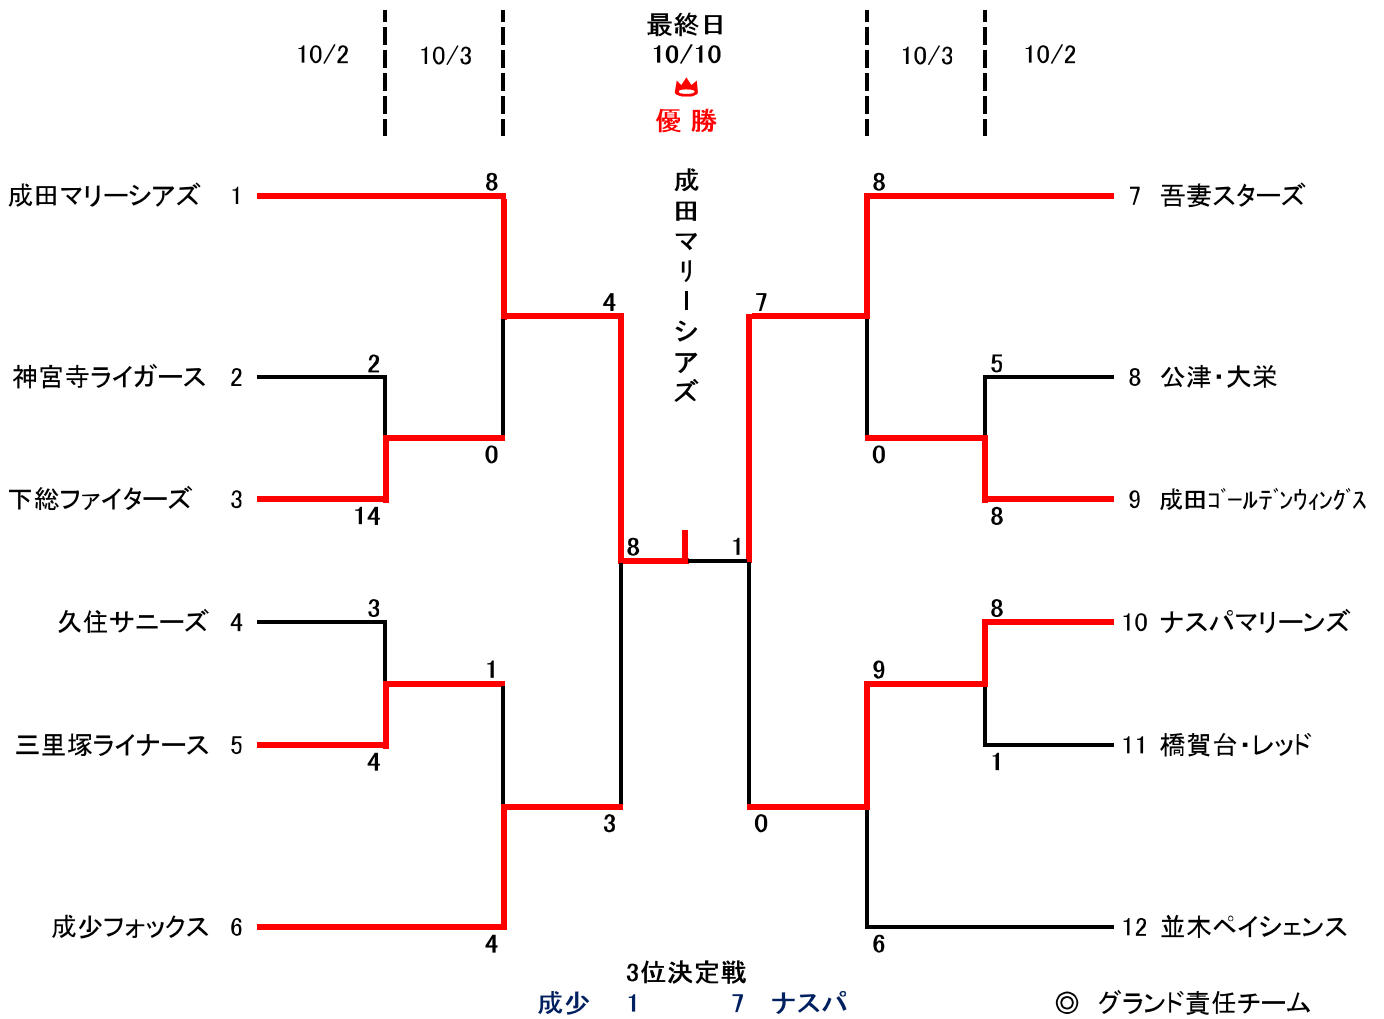 最終日
10/2 10/3 10/10 10/3 10/2
優勝
成田マリーシアズ
成田マリーシアズ 1 8 8 7 吾妻スターズ
4 7
神宮寺ライガース 2 2 5 8 公津・大栄
0 0
下総ファイターズ 3 14 8 9 成田ｺﾞｰﾙﾃﾞﾝｳｨﾝｸﾞｽ
8 1
久住サニーズ 4 3 8 10 ナスパマリーンズ
1 9
三里塚ライナース 5 4 1 11 橋賀台・レッド
3 0
成少フォックス 6 4 6 12 並木ペイシェンス
3位決定戦
成少 1 7 ナスパ
◎ グランド責任チーム